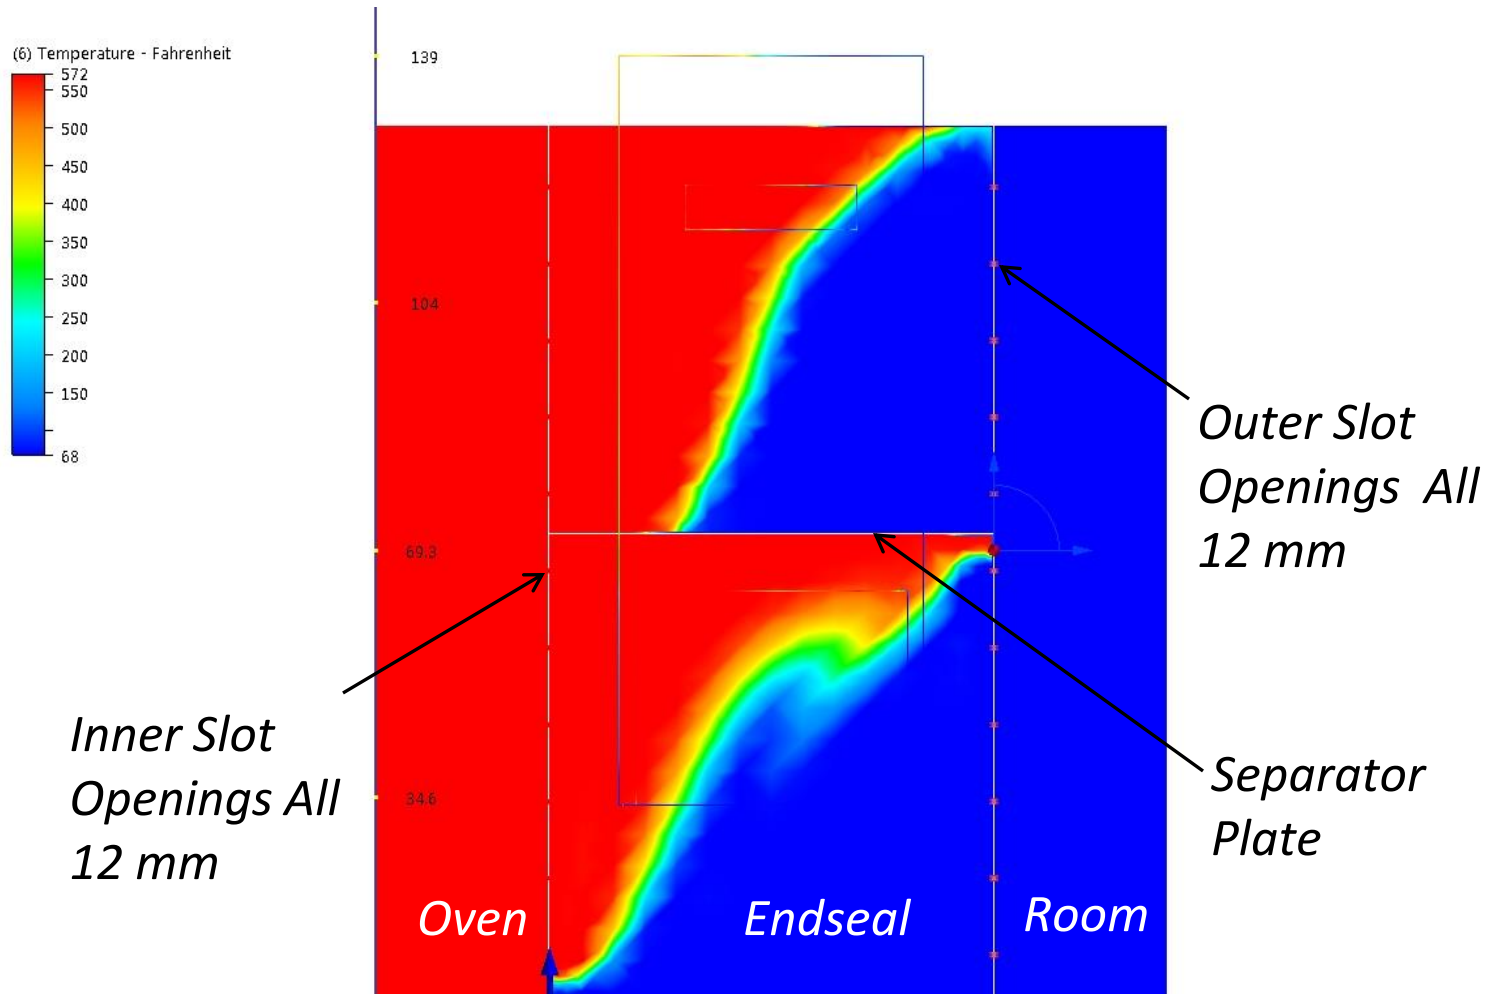 (6) Temperature - Fahrenheit
572
550
500
450
400
350
300
250
200
150
68
139
104
69.3
34.6
Outer Slot
Openings All
12 mm
Inner Slot
Openings All
12 mm
Separator
Plate
Oven
Endseal
Room